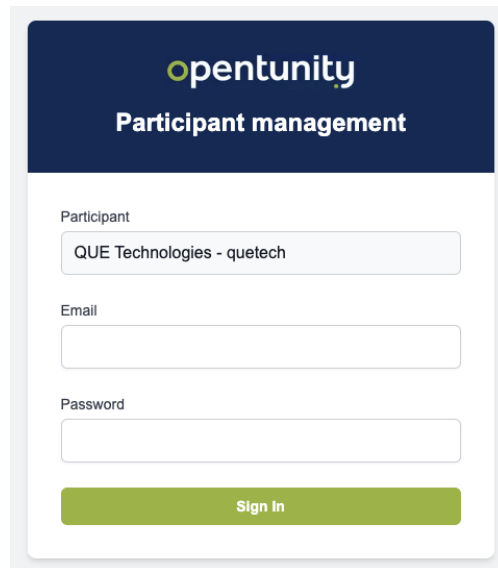 opentunity
Participant management
Participant
QUE Technologies - quetech
Email
Password
Sign In